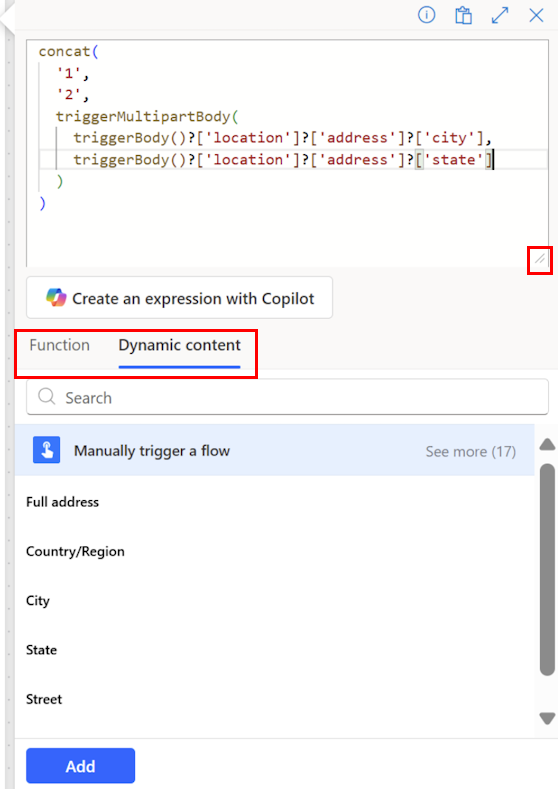 concat(
'1',
'2',
triggerMultipartBody(
triggerBody()?['location']?['address']?['city'],
triggerBody()?['location']?['address']?['state']
)
)
Create an expression with Copilot
Function Dynamic content
Search
Manually trigger a flow See more (17)
Full address
Country/Region
City
State
Street
Add